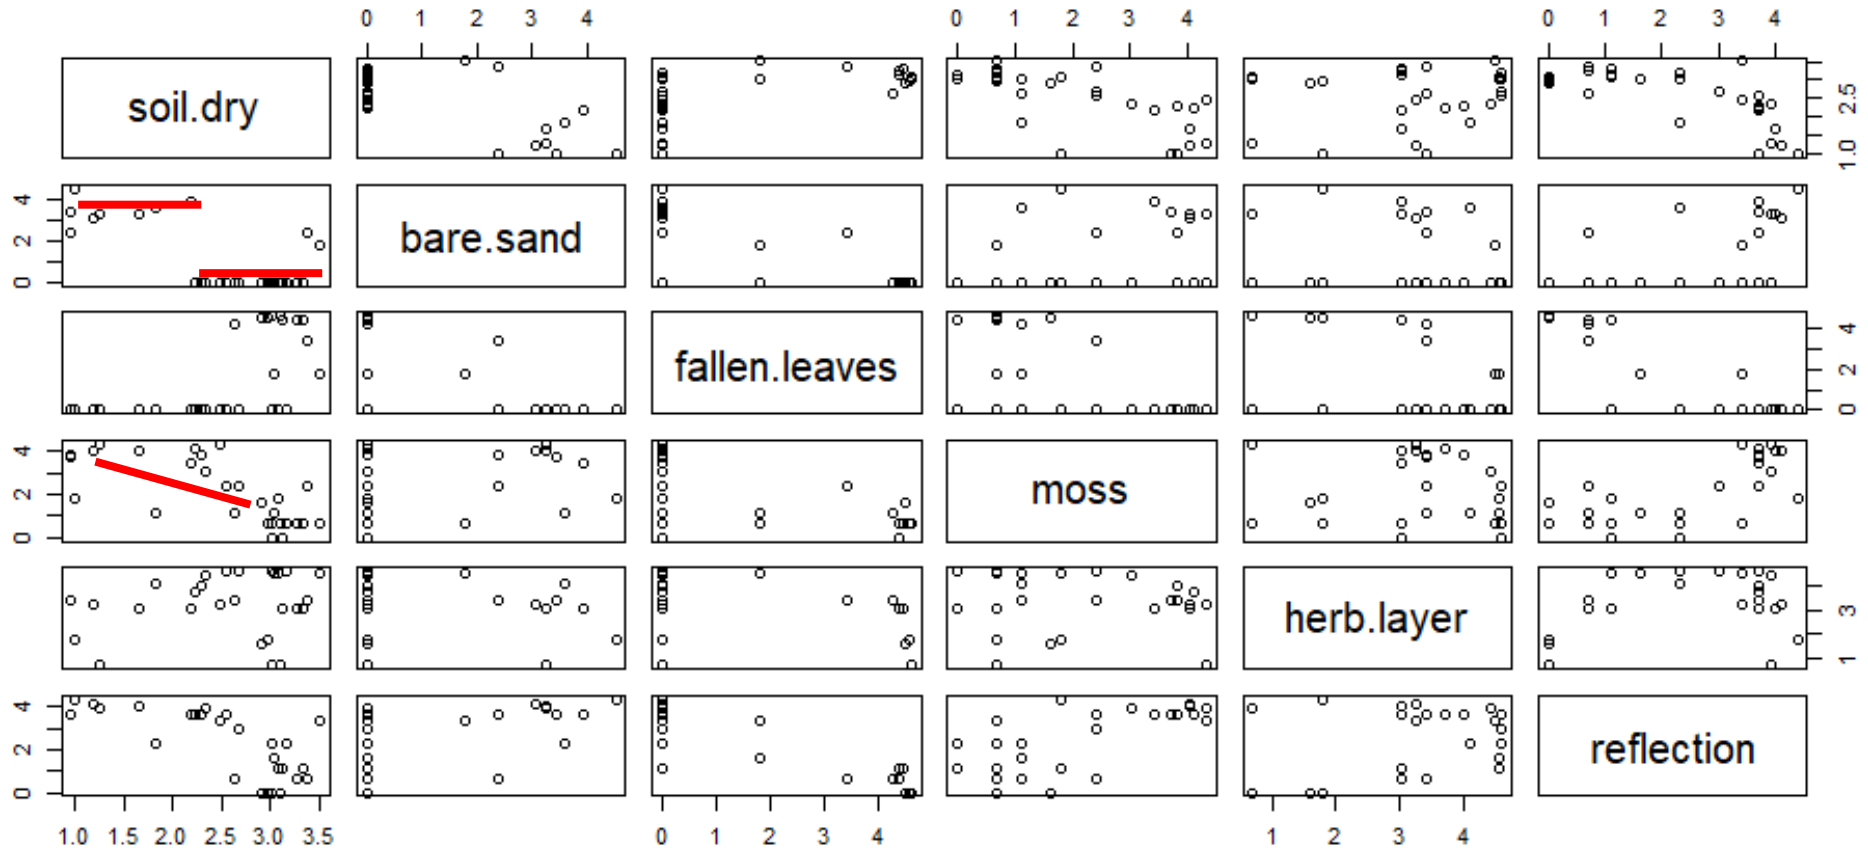 0 1 2 3 4 0 1 2 3 4 0 1 2 3 4
soil.dry
1.0 2.5
0 2 4
bare.sand
fallen.leaves
0 2 4
0 2 4
moss
herb.layer
1 3
0 2 4
reflection
1.0 1.5 2.0 2.5 3.0 3.5 0 1 2 3 4 1 2 3 4